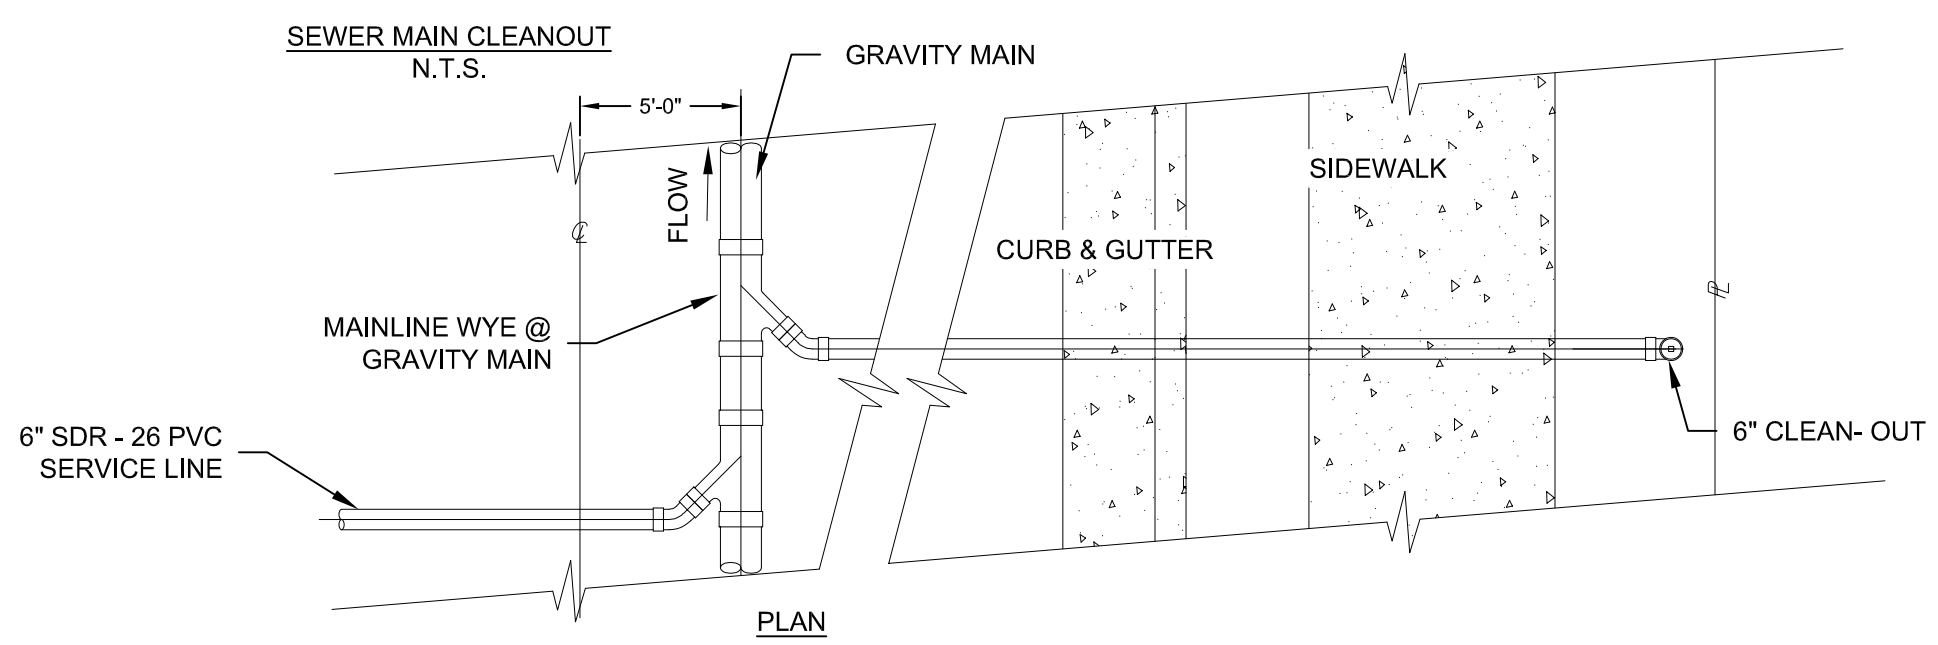 SEWER MAIN CLEANOUT
N.T.S.
GRAVITY MAIN
5'-0"
FLOW
SIDEWALK
℄
CURB & GUTTER
MAINLINE WYE @
GRAVITY MAIN
PL
6" SDR - 26 PVC
SERVICE LINE
6" CLEAN- OUT
PLAN